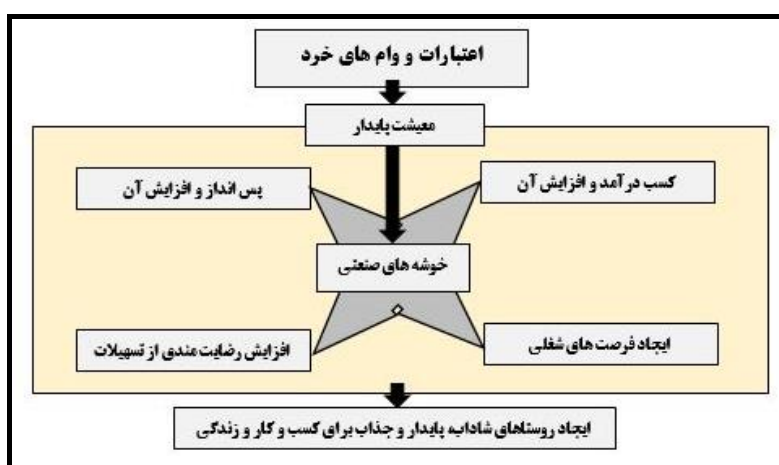 اعتبارات و وام های خرد
معیشت پایدار
کسب درآمد و افزایش آن
پس انداز و افزایش آن
خوشه های صنعتی
ایجاد فرصت های شغلی
افزایش رضایت مندی از تسهیلات
ایجاد روستاهای شاداب، پایدار و جذاب برای کسب و کار و زندگی